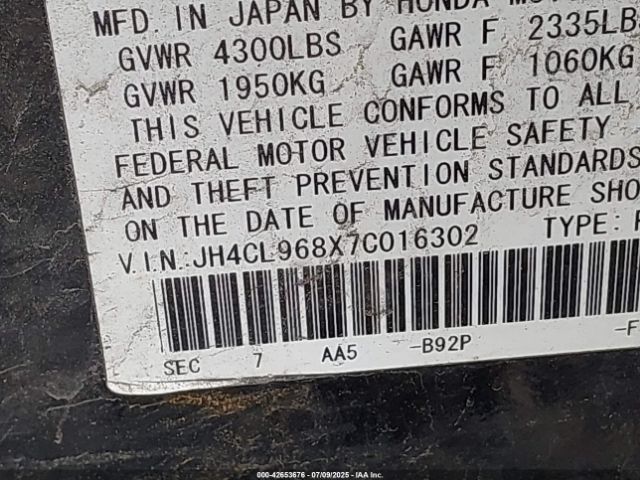 MFD. IN JAPAN BY HONDA
GVWR 4300LBS GAWR F 2335LB
GVWR 1950KG GAWR F 1060KG
THIS VEHICLE CONFORMS TO ALL
FEDERAL MOTOR VEHICLE SAFETY
AND THEFT PREVENTION STANDARDS
ON THE DATE OF MANUFACTURE SHO
V.I.N.:JH4CL968X7C016302 TYPE:
SEC 7 AA5 -B92P -F
000-42653676 - 07/09/2025 - IAA Inc.